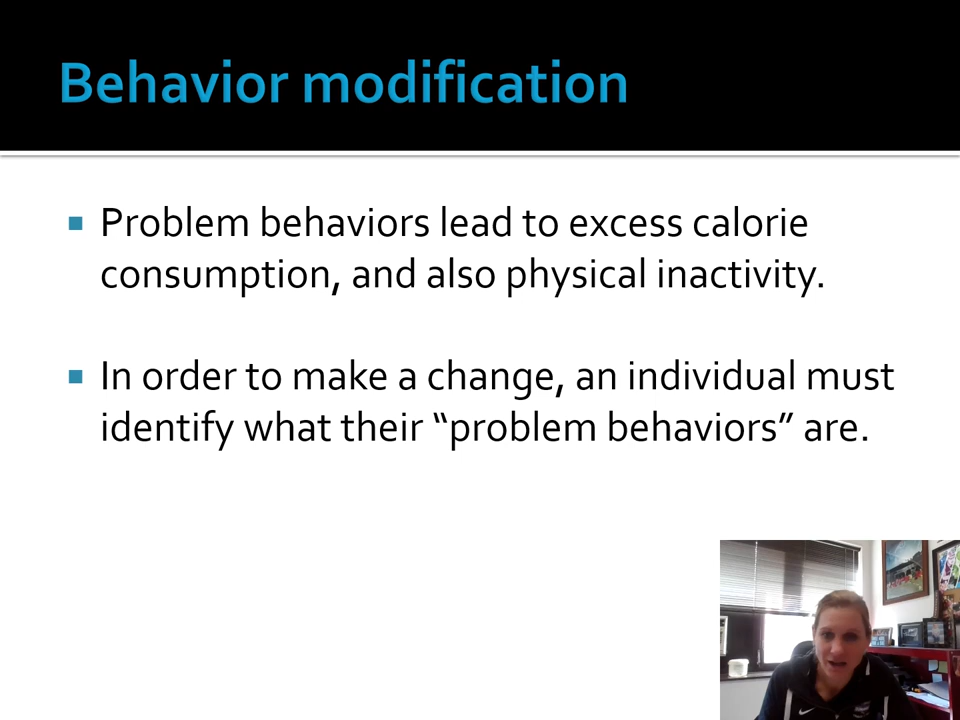 Behavior modification
Problem behaviors lead to excess calorie
consumption, and also physical inactivity.
In order to make a change, an individual must
identify what their “problem behaviors” are.